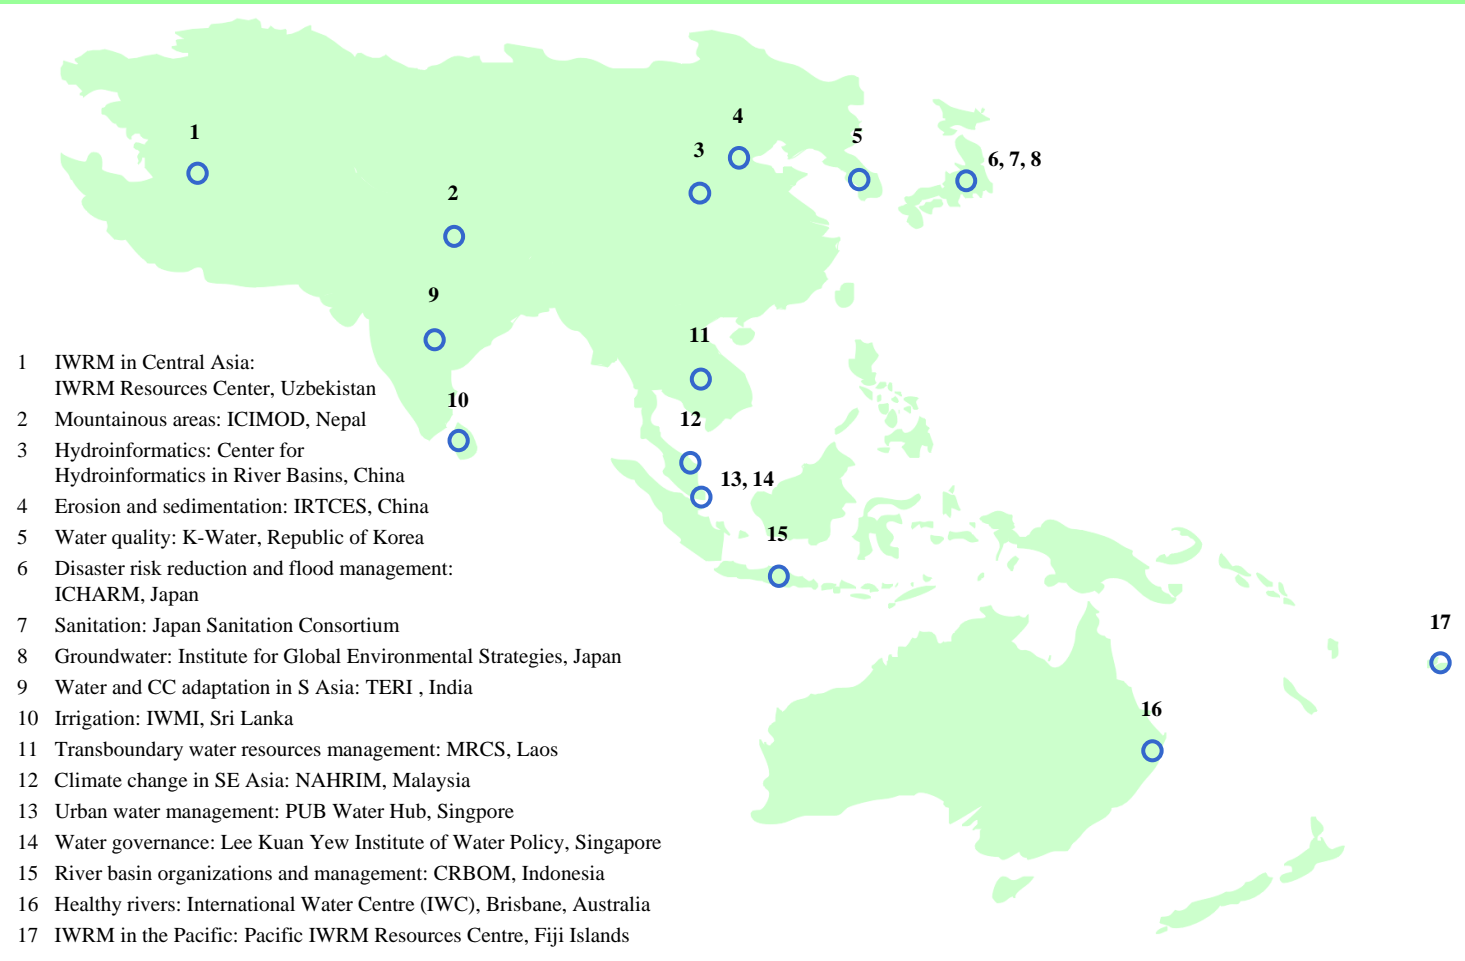 1
2
3
4
5
6, 7, 8
9
10
11
12
13, 14
15
16
17
1 IWRM in Central Asia:
IWRM Resources Center, Uzbekistan
2 Mountainous areas: ICIMOD, Nepal
3 Hydroinformatics: Center for
Hydroinformatics in River Basins, China
4 Erosion and sedimentation: IRTCES, China
5 Water quality: K-Water, Republic of Korea
6 Disaster risk reduction and flood management:
ICHARM, Japan
7 Sanitation: Japan Sanitation Consortium
8 Groundwater: Institute for Global Environmental Strategies, Japan
9 Water and CC adaptation in S Asia: TERI , India
10 Irrigation: IWMI, Sri Lanka
11 Transboundary water resources management: MRCS, Laos
12 Climate change in SE Asia: NAHRIM, Malaysia
13 Urban water management: PUB Water Hub, Singpore
14 Water governance: Lee Kuan Yew Institute of Water Policy, Singapore
15 River basin organizations and management: CRBOM, Indonesia
16 Healthy rivers: International Water Centre (IWC), Brisbane, Australia
17 IWRM in the Pacific: Pacific IWRM Resources Centre, Fiji Islands